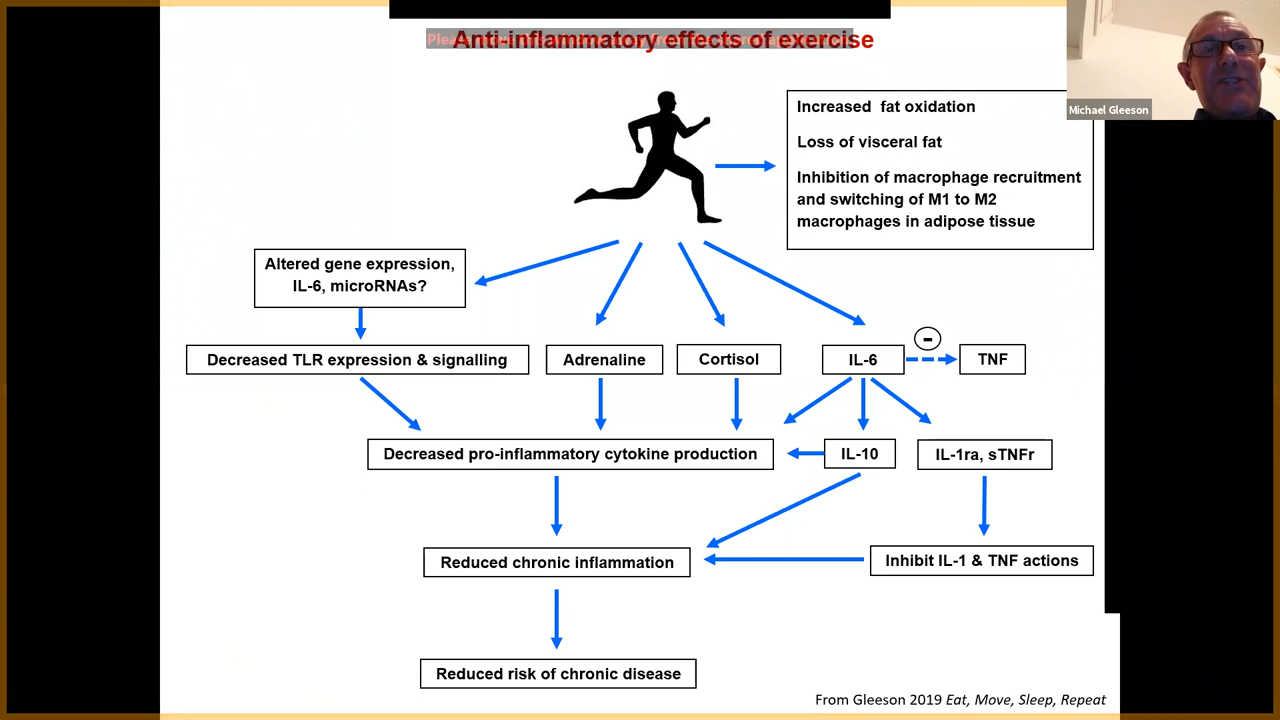 Anti-inflammatory effects of exercise
Michael Gleeson
Increased fat oxidation
Loss of visceral fat
Inhibition of macrophage recruitment
and switching of M1 to M2
macrophages in adipose tissue
Altered gene expression,
IL-6, microRNAs?
Decreased TLR expression & signalling
Adrenaline
Cortisol
IL-6
-
TNF
Decreased pro-inflammatory cytokine production
IL-10
IL-1ra, sTNFr
Reduced chronic inflammation
Inhibit IL-1 & TNF actions
Reduced risk of chronic disease
From Gleeson 2019 Eat, Move, Sleep, Repeat